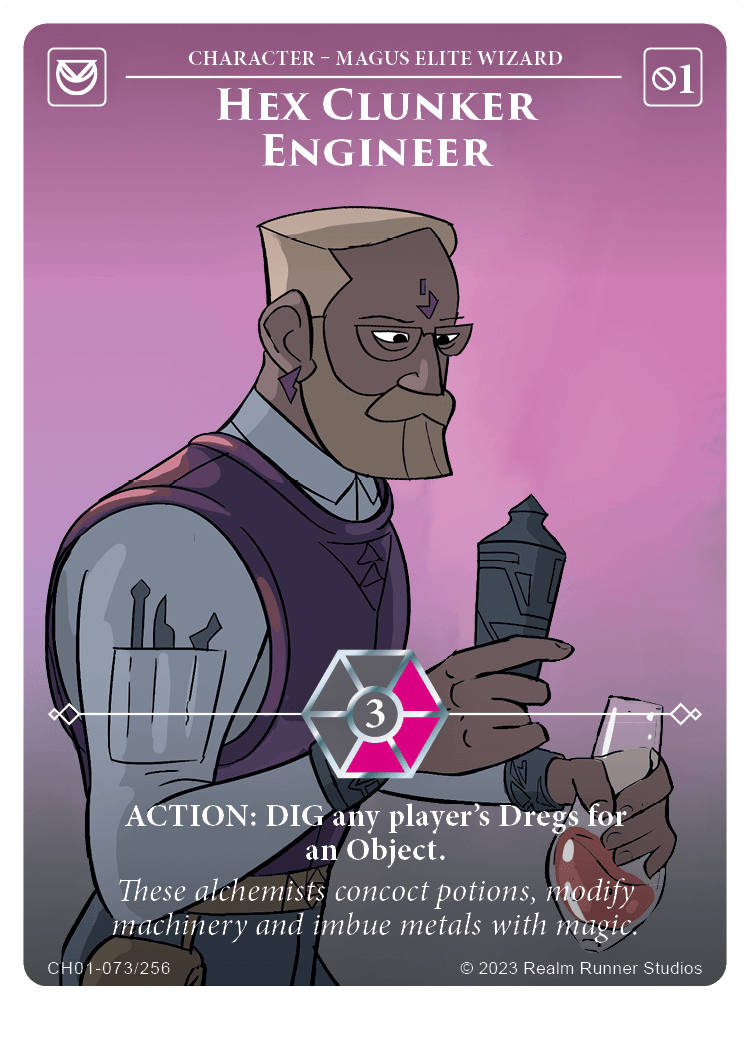 CHARACTER – MAGUS ELITE WIZARD
1
HEX CLUNKER
ENGINEER
3
ACTION: DIG any player's Dregs for
an Object.
These alchemists concoct potions, modify
machinery and imbue metals with magic.
CH01-073/256
© 2023 Realm Runner Studios